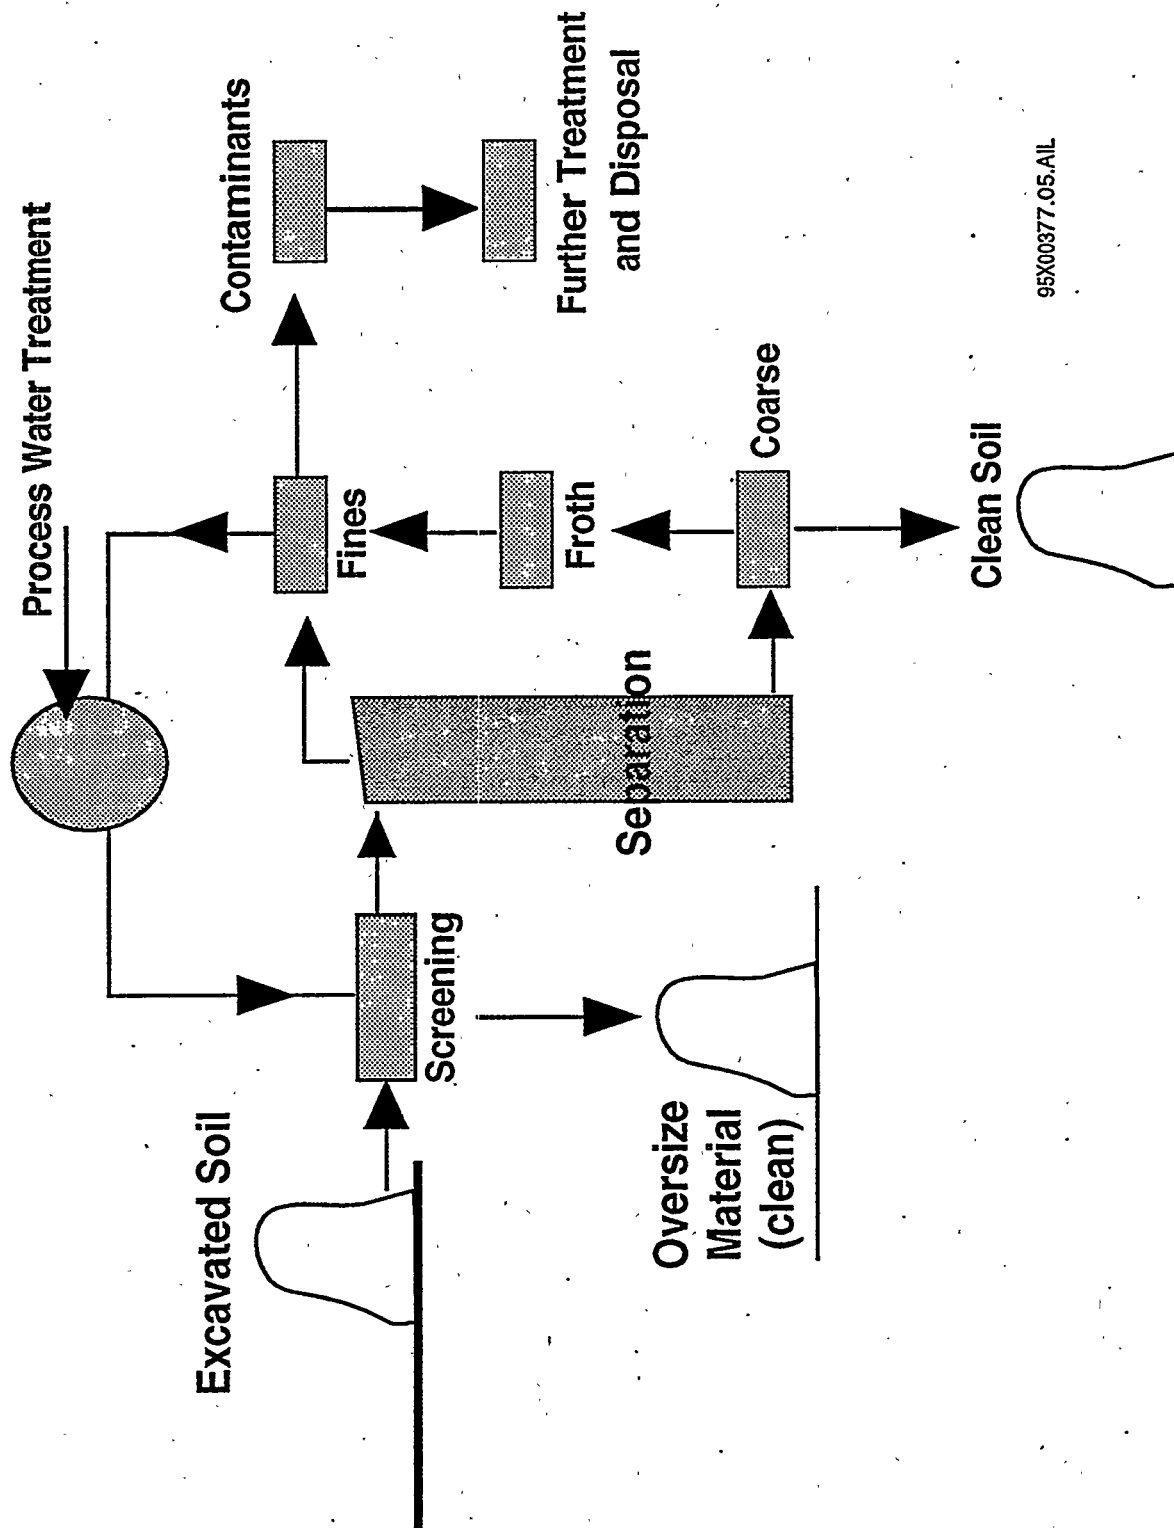 Process Water Treatment
Excavated Soil
Contaminants
Screening
Fines
Froth
Further Treatment
and Disposal
Separation
Oversize
Material
(clean)
Coarse
Clean Soil
95X00377.05.AIL